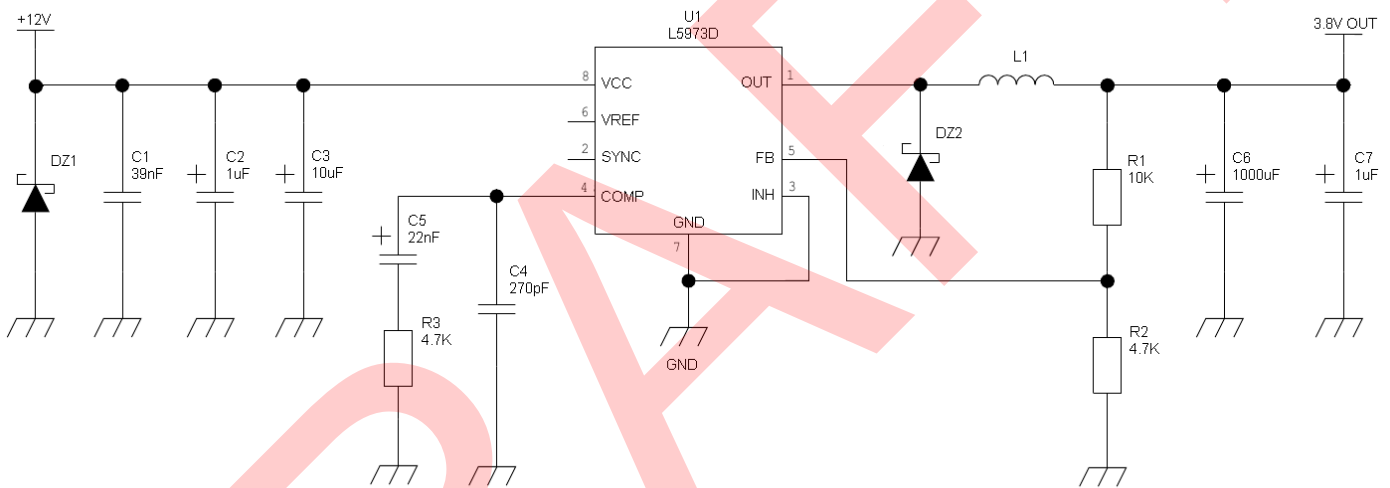 +12V
U1
L5973D
3.8V OUT
8
VCC
OUT
1
L1
6
VREF
DZ1
C1
39nF
C2
1uF
C3
10uF
2
SYNC
FB
5
DZ2
R1
10K
C6
1000uF
C7
1uF
4
COMP
INH
3
C5
22nF
GND
7
C4
270pF
R3
4.7K
R2
4.7K
GND